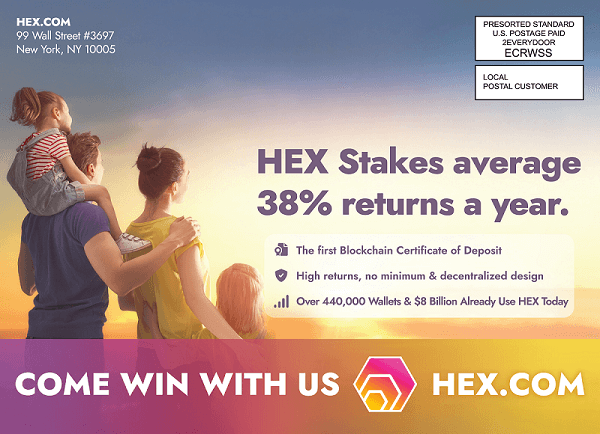 HEX.COM
99 Wall Street #3697
New York, NY 10005
PRESORTED STANDARD
U.S. POSTAGE PAID
2EVERYDOOR
ECRWSS
LOCAL
POSTAL CUSTOMER
HEX Stakes average
38% returns a year.
The first Blockchain Certificate of Deposit
High returns, no minimum & decentralized design
Over 440,000 Wallets & $8 Billion Already Use HEX Today
COME WIN WITH US
HEX.COM